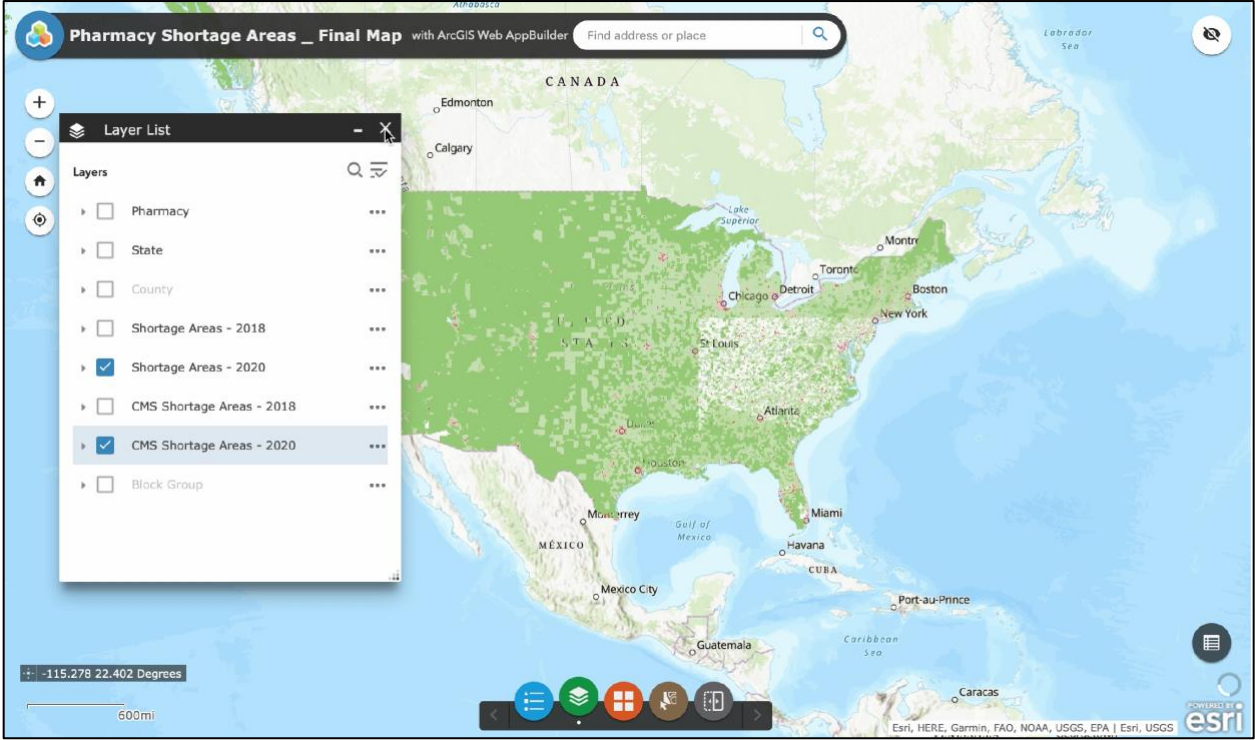 Athabasca
Pharmacy Shortage Areas _ Final Map with ArcGIS Web AppBuilder Find address or place
Labrador
Sea
CANADA
Edmonton
Calgary
Layer List
Layers
Pharmacy
State
County
Shortage Areas - 2018
Shortage Areas - 2020
CMS Shortage Areas - 2018
CMS Shortage Areas - 2020
Block Group
Lake
Superior
Montre
Toronto
Chicago
Detroit
Boston
New York
St Louis
Atlanta
Dallas
Houston
Miami
Monterrey
Gulf of
Mexico
MÉXICO
Havana
CUBA
Mexico City
Port-au-Prince
Guatemala
Caribbean
Sea
Caracas
-115.278 22.402 Degrees
600mi
Esri, HERE, Garmin, FAO, NOAA, USGS, EPA | Esri, USGS
POWERED BY
esri